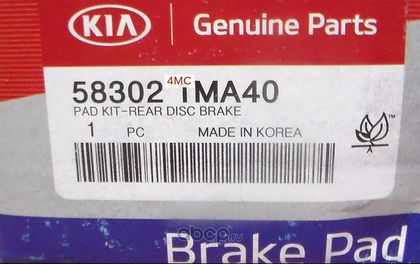 KIA
Genuine Parts
4MC
58302 1MA40
PAD KIT-REAR DISC BRAKE
1 PC MADE IN KOREA
A
Brake Pad